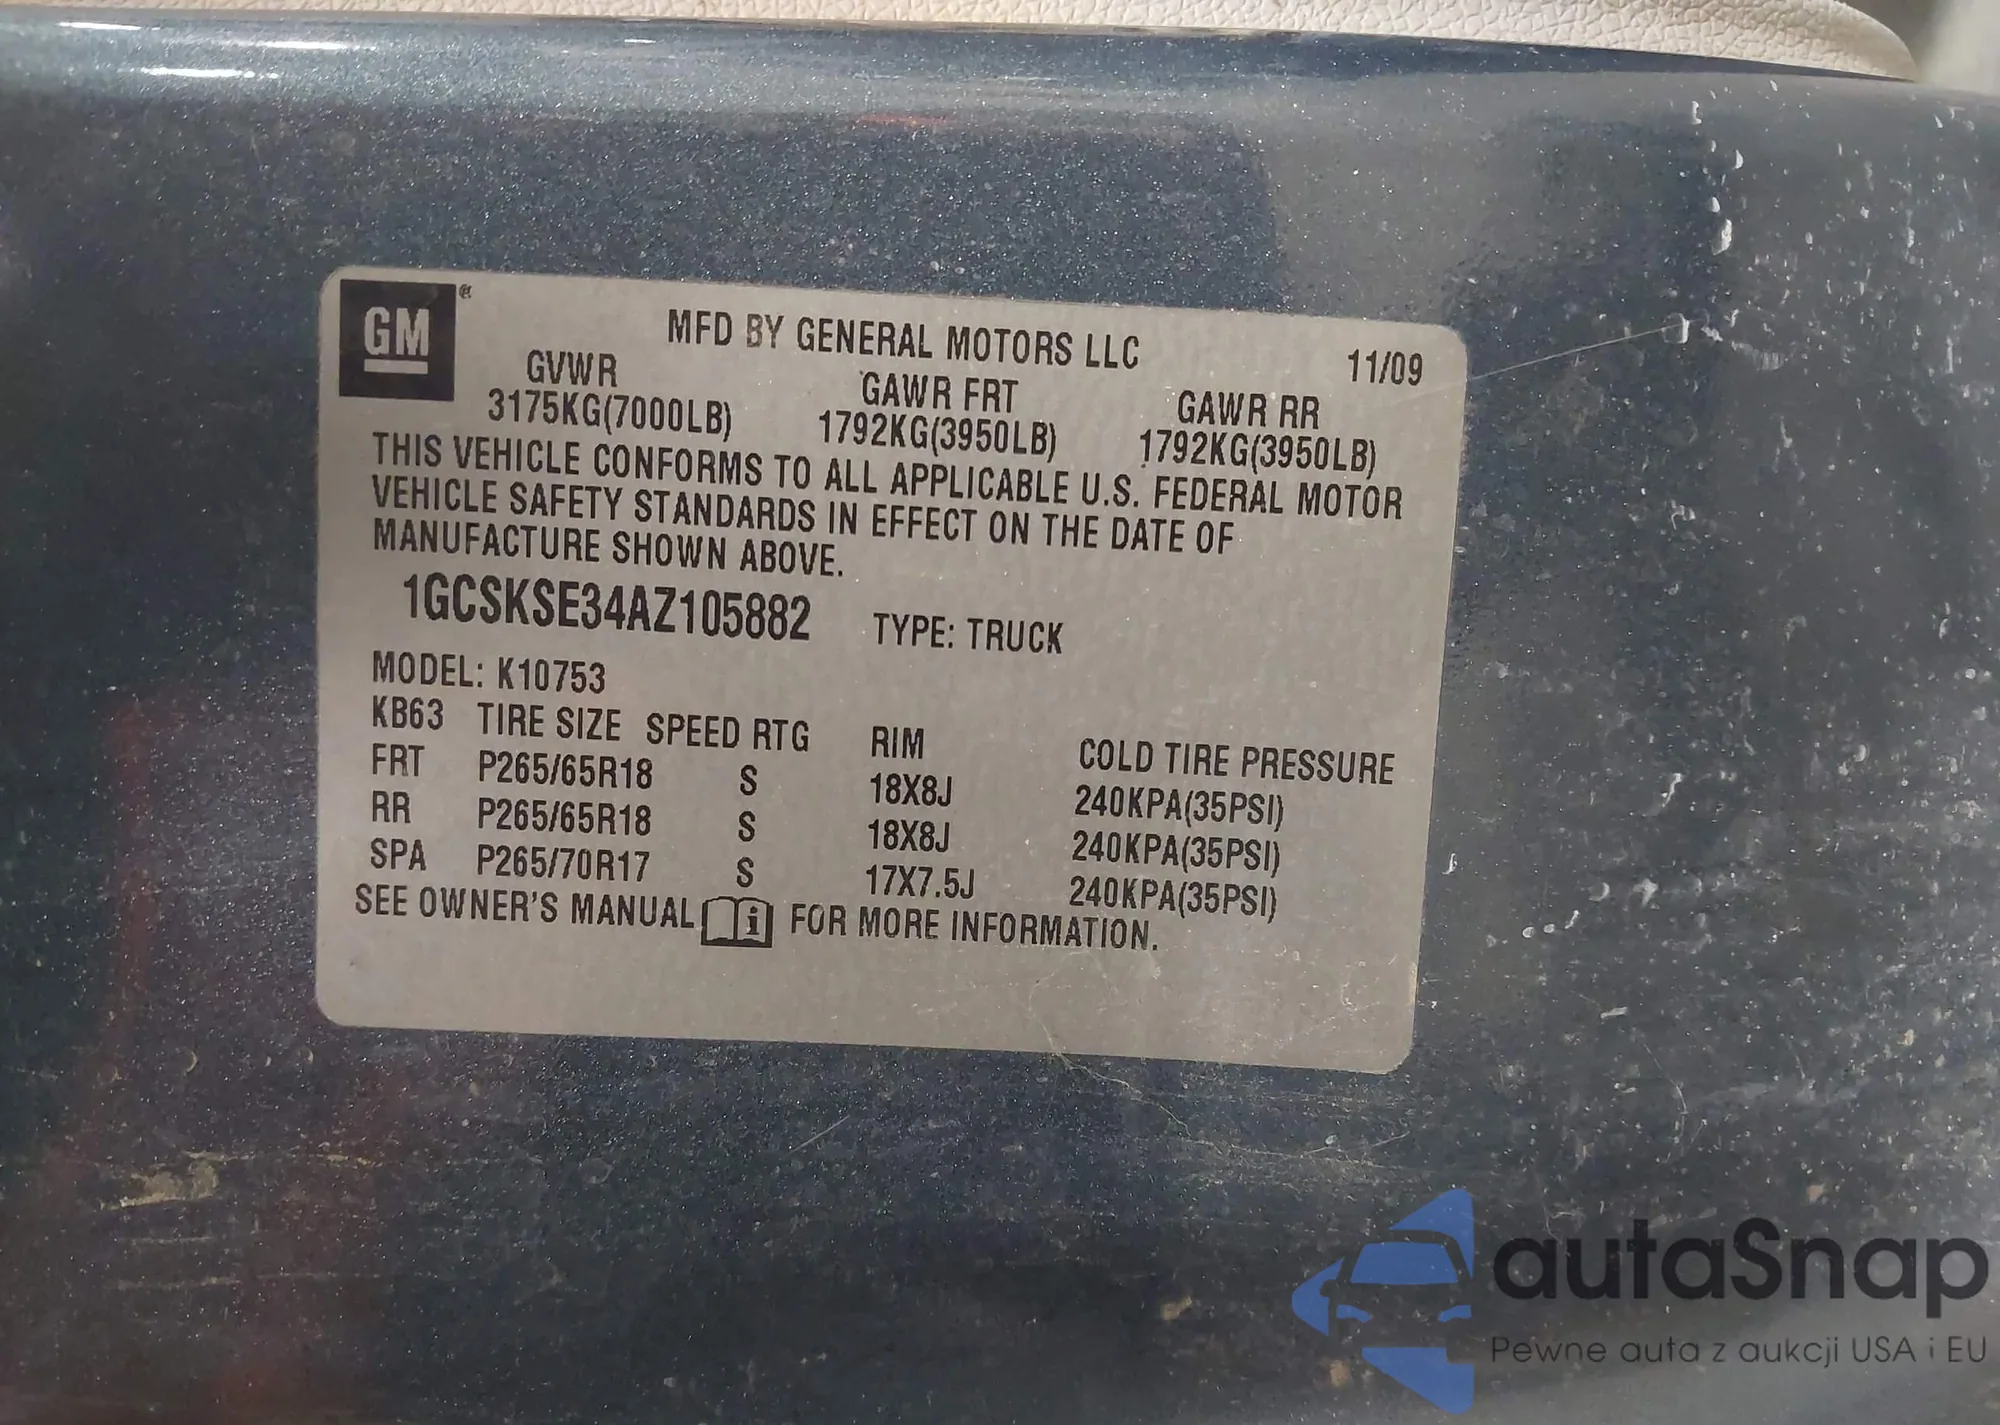 GM ®
MFD BY GENERAL MOTORS LLC
11/09
GVWR GAWR FRT GAWR RR
3175KG(7000LB) 1792KG(3950LB) 1792KG(3950LB)
THIS VEHICLE CONFORMS TO ALL APPLICABLE U.S. FEDERAL MOTOR
VEHICLE SAFETY STANDARDS IN EFFECT ON THE DATE OF
MANUFACTURE SHOWN ABOVE.
1GCSKSE34AZ105882 TYPE: TRUCK
MODEL: K10753
KB63 TIRE SIZE SPEED RTG RIM COLD TIRE PRESSURE
FRT P265/65R18 S 18X8J 240KPA(35PSI)
RR P265/65R18 S 18X8J 240KPA(35PSI)
SPA P265/70R17 S 17X7.5J 240KPA(35PSI)
SEE OWNER'S MANUAL i FOR MORE INFORMATION.
autaSnap
Pewne auta z aukcji USA i EU